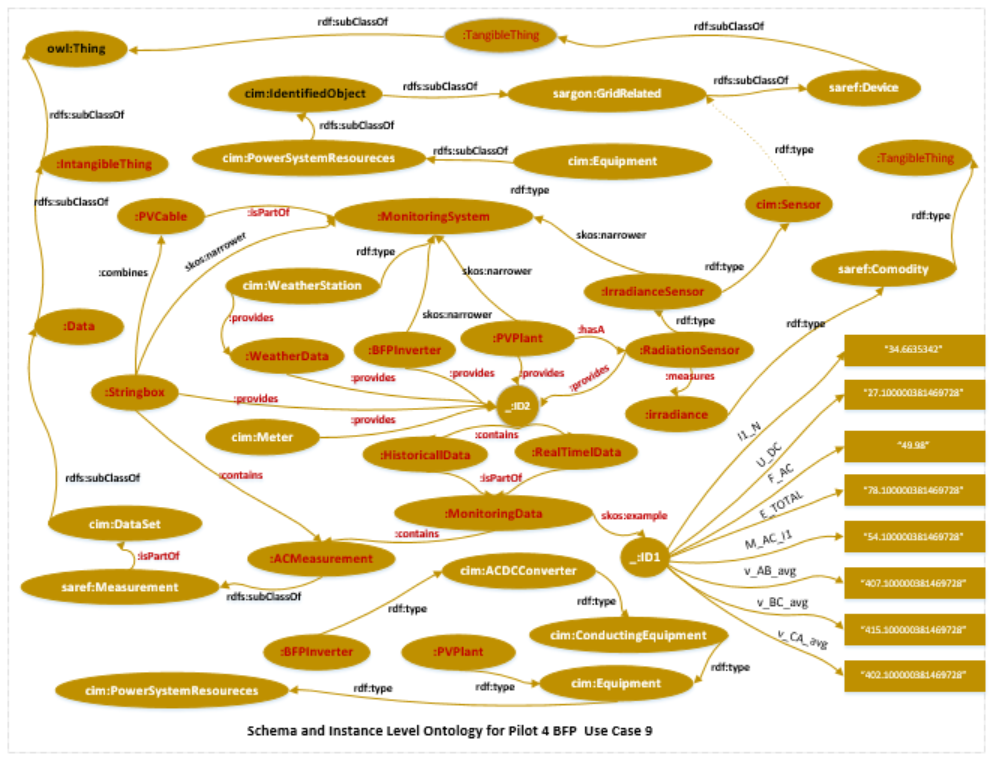 rdf:subClassOf
:TangibleThing
rdf:subClassOf
owl:Thing
rdfs:subClassOf
cim:IdentifiedObject
rdfs:subClassOf
sargon:GridRelated
rdfs:subClassOf
saref:Device
rdfs:subClassOf
cim:PowerSystemResoureces
rdfs:subClassOf
cim:Equipment
rdf:type
:TangibleThing
:IntangibleThing
rdf:type
rdfs:subClassOf
:PVCable
:isPartOf
:MonitoringSystem
cim:Sensor
rdf:type
skos:narrower
skos:narrower
rdf:type
:combines
skos:narrower
rdf:type
saref:Comodity
cim:WeatherStation
:IrradianceSensor
:provides
skos:narrower
rdf:type
rdf:type
:Data
:hasA
:WeatherData
:BFPInverter
:PVPlant
:RadiationSensor
"34.6635342"
:provides
:provides
:provides
:provides
:measures
:Stringbox
:provides
_:ID2
"27.100000381469728"
:irradiance
:provides
cim:Meter
:contains
I1_N
U_DC
"49.98"
:HistoricallData
:RealTimelData
F_AC
:contains
:isPartOf
rdfs:subClassOf
E_TOTAL
"78.100000381469728"
:MonitoringData
skos:example
cim:DataSet
:contains
M_AC_I1
"54.100000381469728"
:isPartOf
:ACMeasurement
_:ID1
cim:ACDCConverter
v_AB_avg
"407.100000381469728"
saref:Measurement
rdfs:subClassOf
rdf:type
rdf:type
v_BC_avg
"415.100000381469728"
cim:ConductingEquipment
v_CA_avg
:BFPInverter
:PVPlant
rdf:type
"402.100000381469728"
cim:PowerSystemResoureces
rdf:type
rdf:type
cim:Equipment
Schema and Instance Level Ontology for Pilot 4 BFP Use Case 9